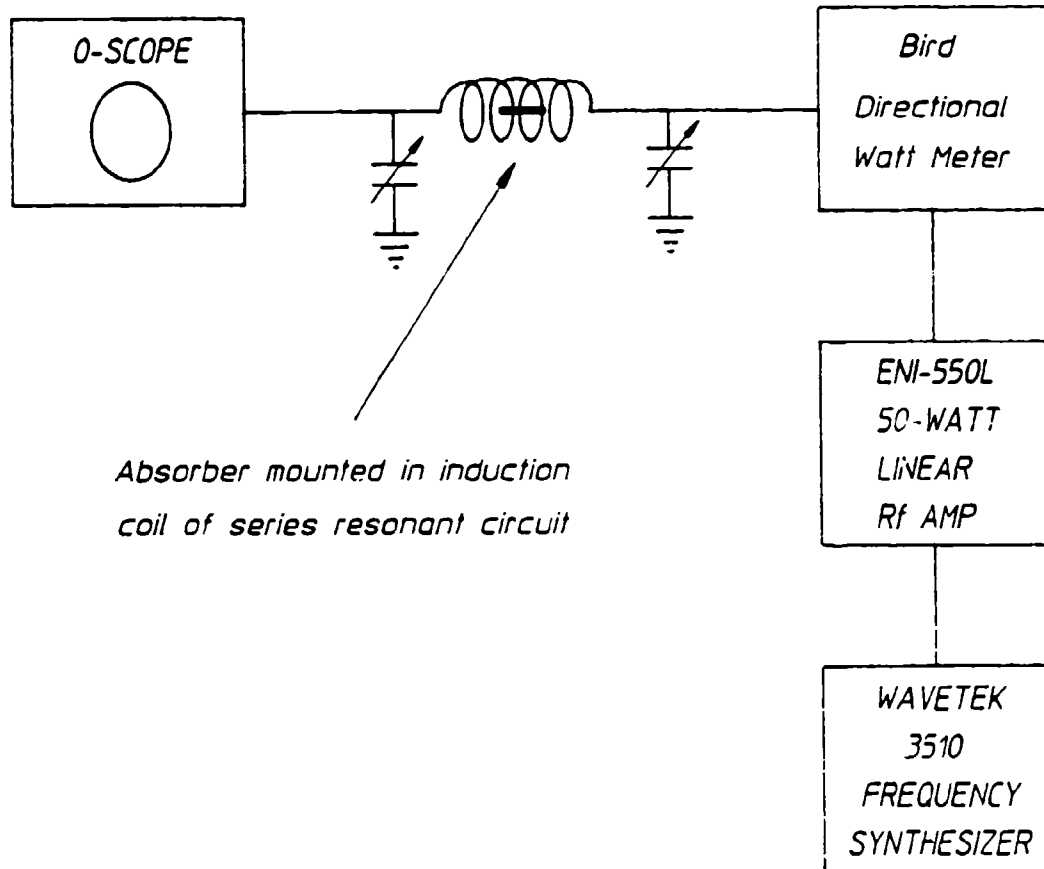 O-SCOPE
Bird
Directional
Watt Meter
Absorber mounted in induction
coil of series resonant circuit
ENI-550L
50-WATT
LINEAR
Rf AMP
WAVETEK
3510
FREQUENCY
SYNTHESIZER